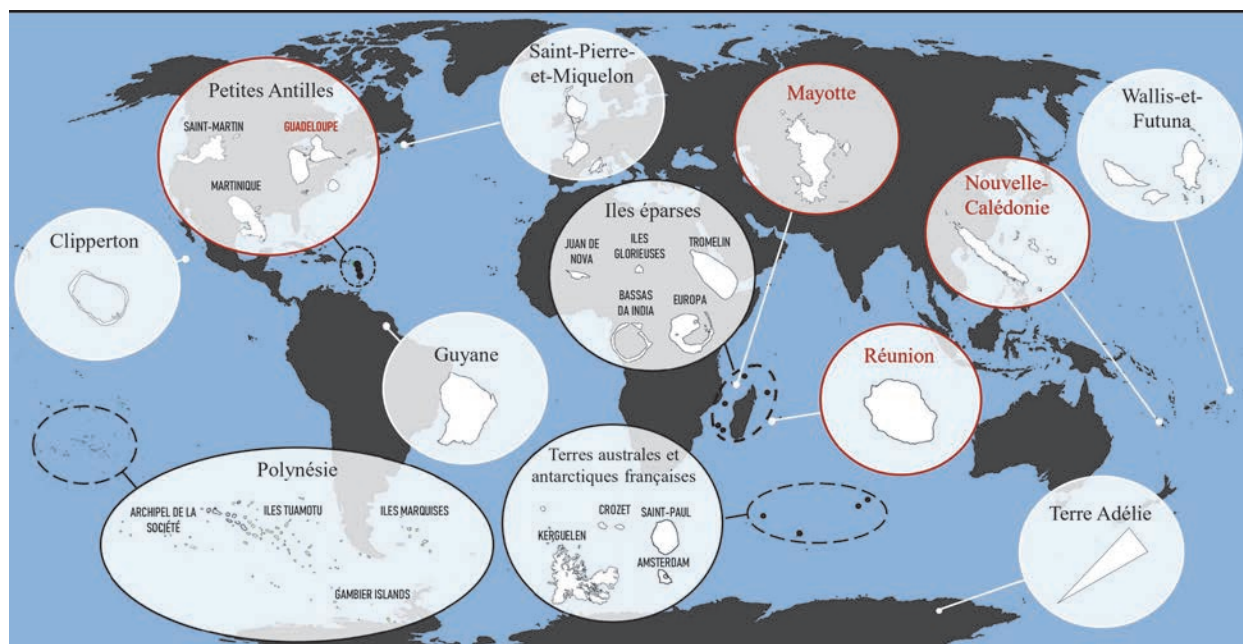 Petites Antilles
SAINT-MARTIN
GUADELOUPE
MARTINIQUE
Saint-Pierre-
et-Miquelon
Mayotte
Wallis-et-
Futuna
Nouvelle-
Calédonie
Iles éparses
JUAN DE
NOVA
ILES
GLORIEUSES
TROMELIN
BASSAS
DA INDIA
EUROPA
Clipperton
Guyane
Réunion
Polynésie
ARCHIPEL DE LA
SOCIÉTÉ
ILES TUAMOTU
ILES MARQUISES
GAMBIER ISLANDS
Terres australes et
antarctiques françaises
CROZET
SAINT-PAUL
KERGUELEN
AMSTERDAM
Terre Adélie